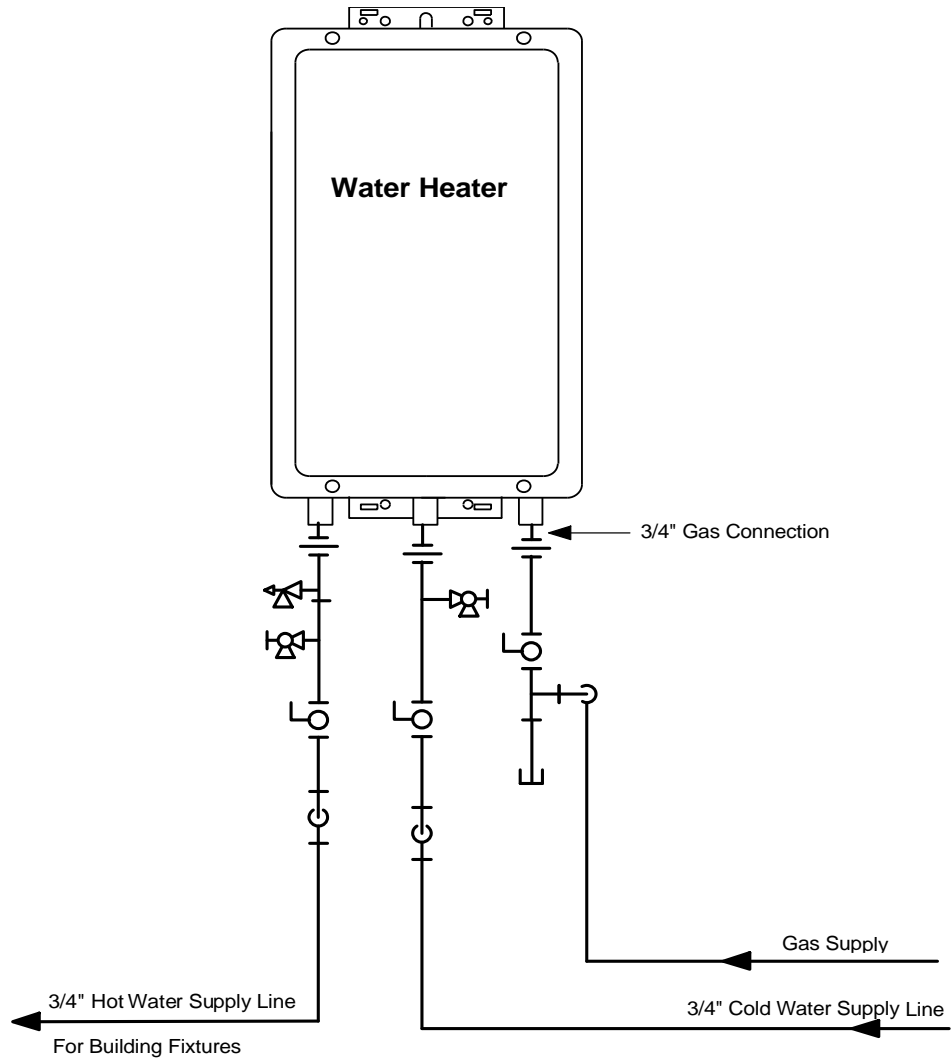 Water Heater
3/4" Gas Connection
Gas Supply
3/4" Hot Water Supply Line
3/4" Cold Water Supply Line
For Building Fixtures